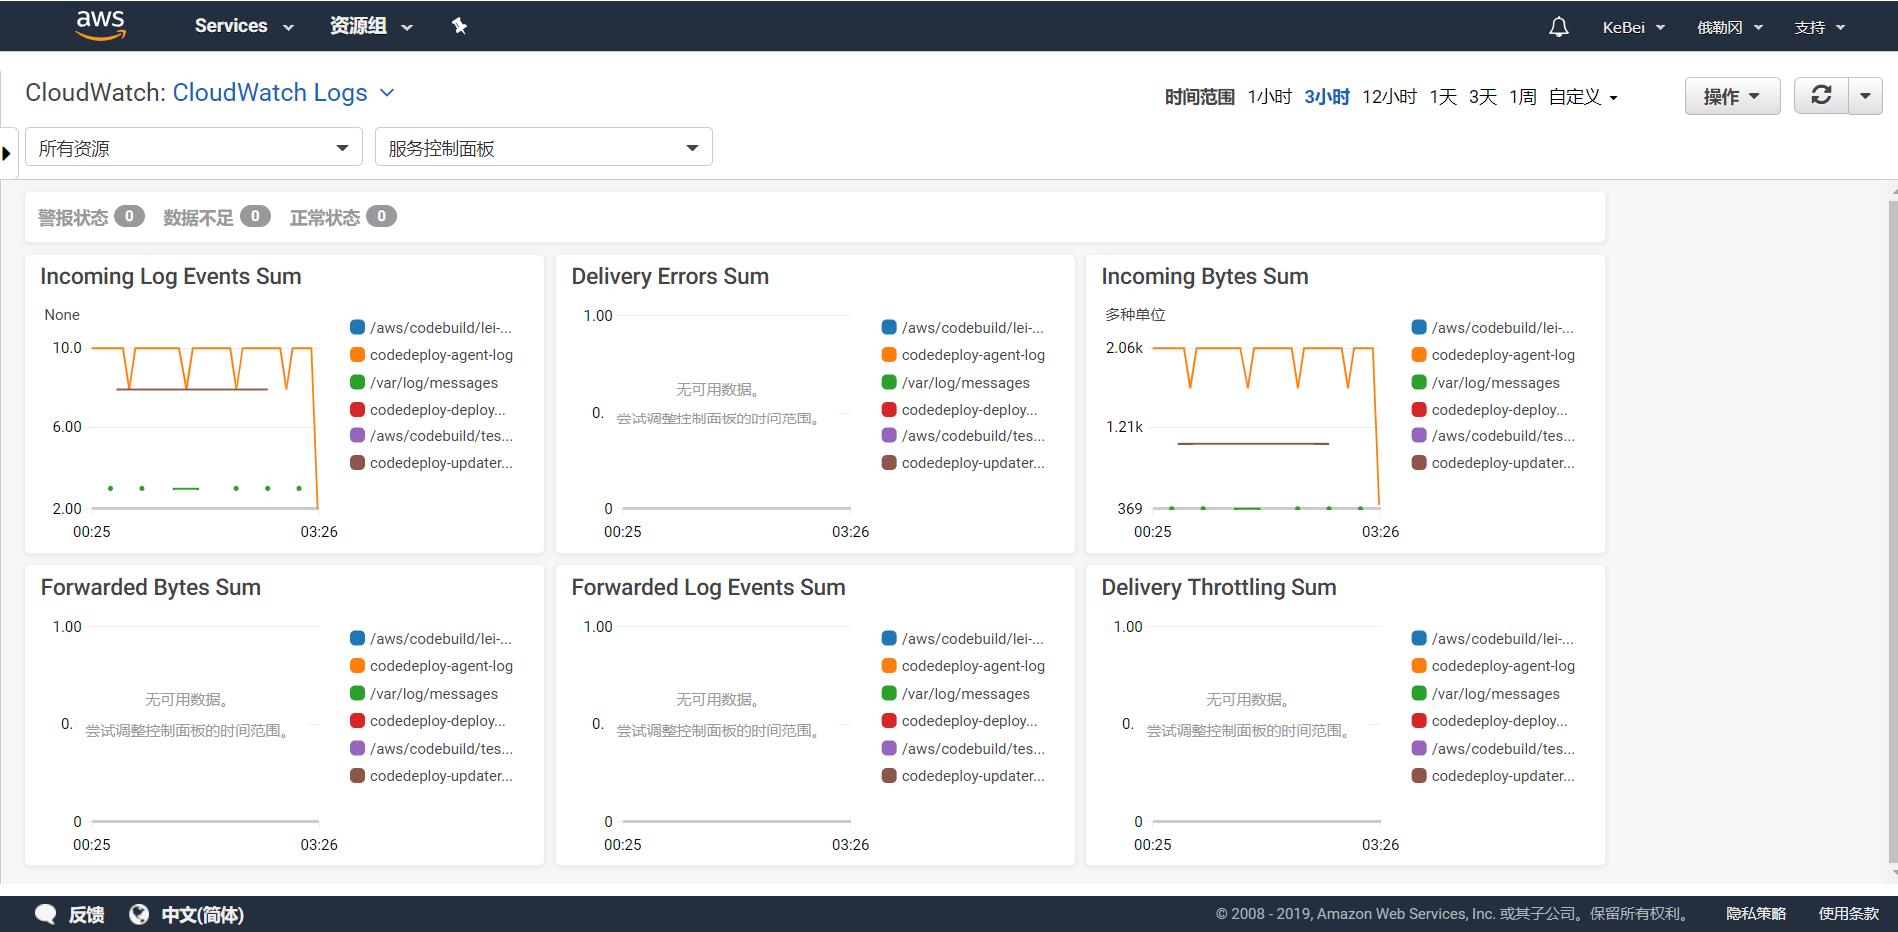 aws Services 资源组 KeBei 俄勒冈 支持
CloudWatch: CloudWatch Logs 时间范围 1小时 3小时 12小时 1天 3天 1周 自定义 操作
所有资源 服务控制面板
警报状态 0 数据不足 0 正常状态 0
Incoming Log Events Sum
None
10.0
6.00
2.00
00:25 03:26
/aws/codebuild/lei-...
codedeploy-agent-log
/var/log/messages
codedeploy-deploy...
/aws/codebuild/tes...
codedeploy-updater...
Delivery Errors Sum
1.00
无可用数据。
0. 尝试调整控制面板的时间范围。
0
00:25 03:26
/aws/codebuild/lei-...
codedeploy-agent-log
/var/log/messages
codedeploy-deploy...
/aws/codebuild/tes...
codedeploy-updater...
Incoming Bytes Sum
多种单位
2.06k
1.21k
369
00:25 03:26
/aws/codebuild/lei-...
codedeploy-agent-log
/var/log/messages
codedeploy-deploy...
/aws/codebuild/tes...
codedeploy-updater...
Forwarded Bytes Sum
1.00
无可用数据。
0. 尝试调整控制面板的时间范围。
0
00:25 03:26
/aws/codebuild/lei-...
codedeploy-agent-log
/var/log/messages
codedeploy-deploy...
/aws/codebuild/tes...
codedeploy-updater...
Forwarded Log Events Sum
1.00
无可用数据。
0. 尝试调整控制面板的时间范围。
0
00:25 03:26
/aws/codebuild/lei-...
codedeploy-agent-log
/var/log/messages
codedeploy-deploy...
/aws/codebuild/tes...
codedeploy-updater...
Delivery Throttling Sum
1.00
无可用数据。
0. 尝试调整控制面板的时间范围。
0
00:25 03:26
/aws/codebuild/lei-...
codedeploy-agent-log
/var/log/messages
codedeploy-deploy...
/aws/codebuild/tes...
codedeploy-updater...
反馈 中文(简体) © 2008 - 2019, Amazon Web Services, Inc. 或其子公司。保留所有权利。 隐私策略 使用条款